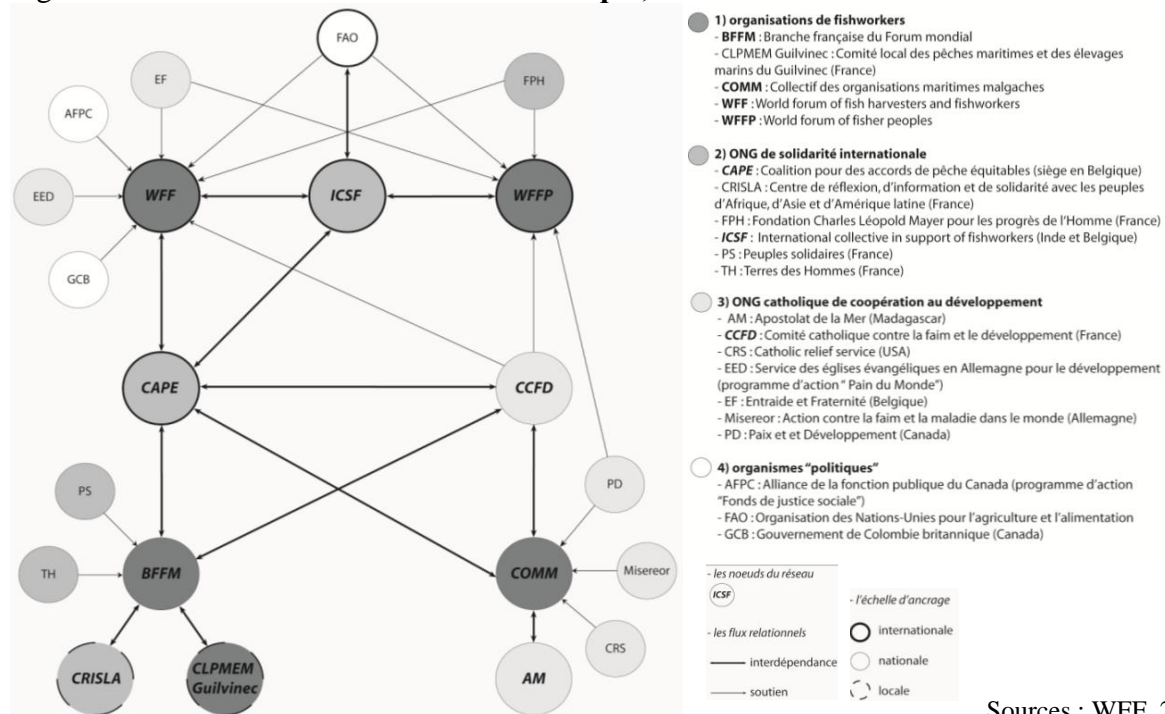 FAO
EF
FPH
AFPC
EED
WFF
ICSF
WFFP
GCB
CAPE
CCFD
PS
PD
TH
BFFM
COMM
Misereor
CRISLA
CLPMEM
Guilvinec
AM
CRS
1) organisations de fishworkers
- BFFM : Branche française du Forum mondial
- CLPMEM Guilvinec : Comité local des pêches maritimes et des élevages
marins du Guilvinec (France)
- COMM : Collectif des organisations maritimes malgaches
- WFF : World forum of fish harvesters and fishworkers
- WFFP : World forum of fisher peoples
2) ONG de solidarité internationale
- CAPE : Coalition pour des accords de pêche équitables (siège en Belgique)
- CRISLA : Centre de réflexion, d'information et de solidarité avec les peuples
d'Afrique, d'Asie et d'Amérique latine (France)
- FPH : Fondation Charles Léopold Mayer pour les progrès de l'Homme (France)
- ICSF : International collective in support of fishworkers (Inde et Belgique)
- PS : Peuples solidaires (France)
- TH : Terres des Hommes (France)
3) ONG catholique de coopération au développement
- AM : Apostolat de la Mer (Madagascar)
- CCFD : Comité catholique contre la faim et le développement (France)
- CRS : Catholic relief service (USA)
- EED : Service des églises évangéliques en Allemagne pour le développement
(programme d'action " Pain du Monde")
- EF : Entraide et Fraternité (Belgique)
- Misereor : Action contre la faim et la maladie dans le monde (Allemagne)
- PD : Paix et et Développement (Canada)
4) organismes "politiques"
- AFPC : Alliance de la fonction publique du Canada (programme d'action
"Fonds de justice sociale")
- FAO : Organisation des Nations-Unies pour l'agriculture et l'alimentation
- GCB : Gouvernement de Colombie britannique (Canada)
- les noeuds du réseau
ICSF
- les flux relationnels
interdépendance
soutien
- l'échelle d'ancrage
internationale
nationale
locale
Sources : WFF,